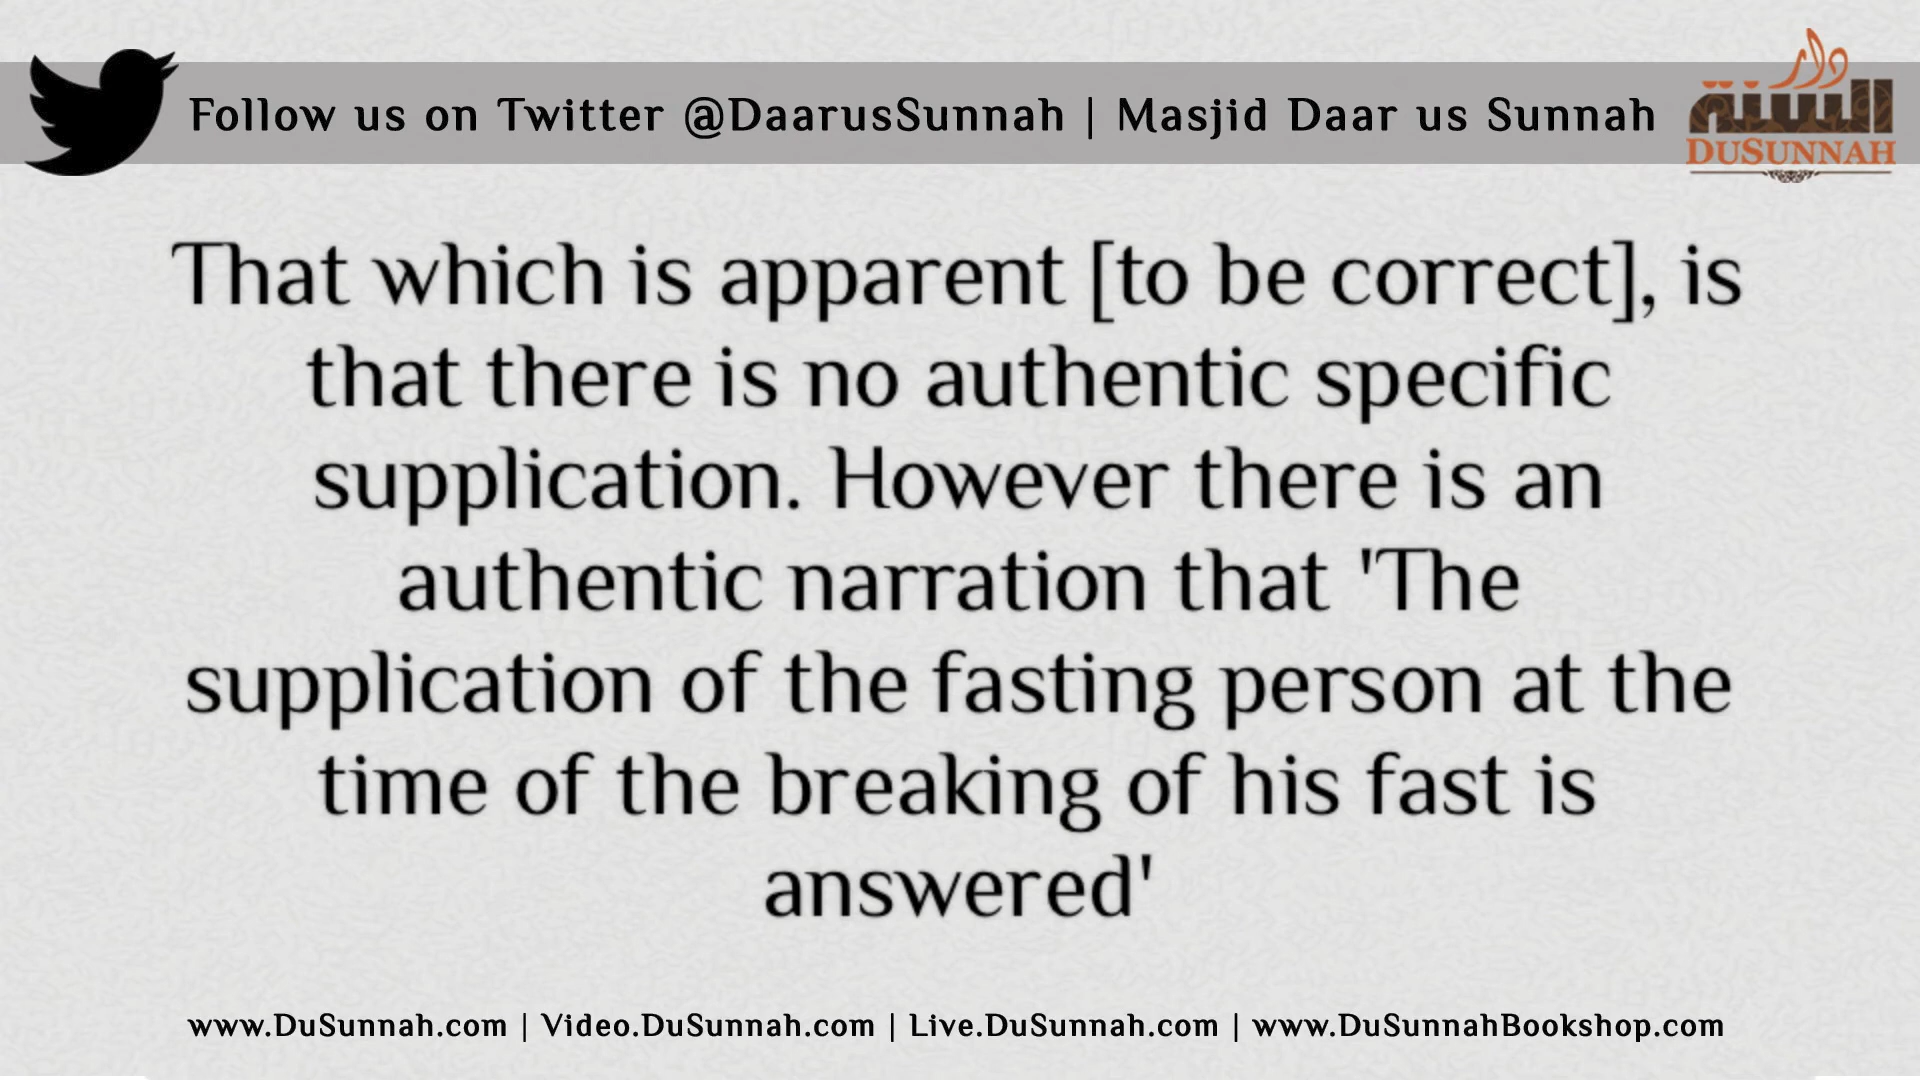 Follow us on Twitter @DaarusSunnah | Masjid Daar us Sunnah
دار
السنة
DUSUNNAH
That which is apparent [to be correct], is
that there is no authentic specific
supplication. However there is an
authentic narration that 'The
supplication of the fasting person at the
time of the breaking of his fast is
answered'
www.DuSunnah.com | Video.DuSunnah.com | Live.DuSunnah.com | www.DuSunnahBookshop.com